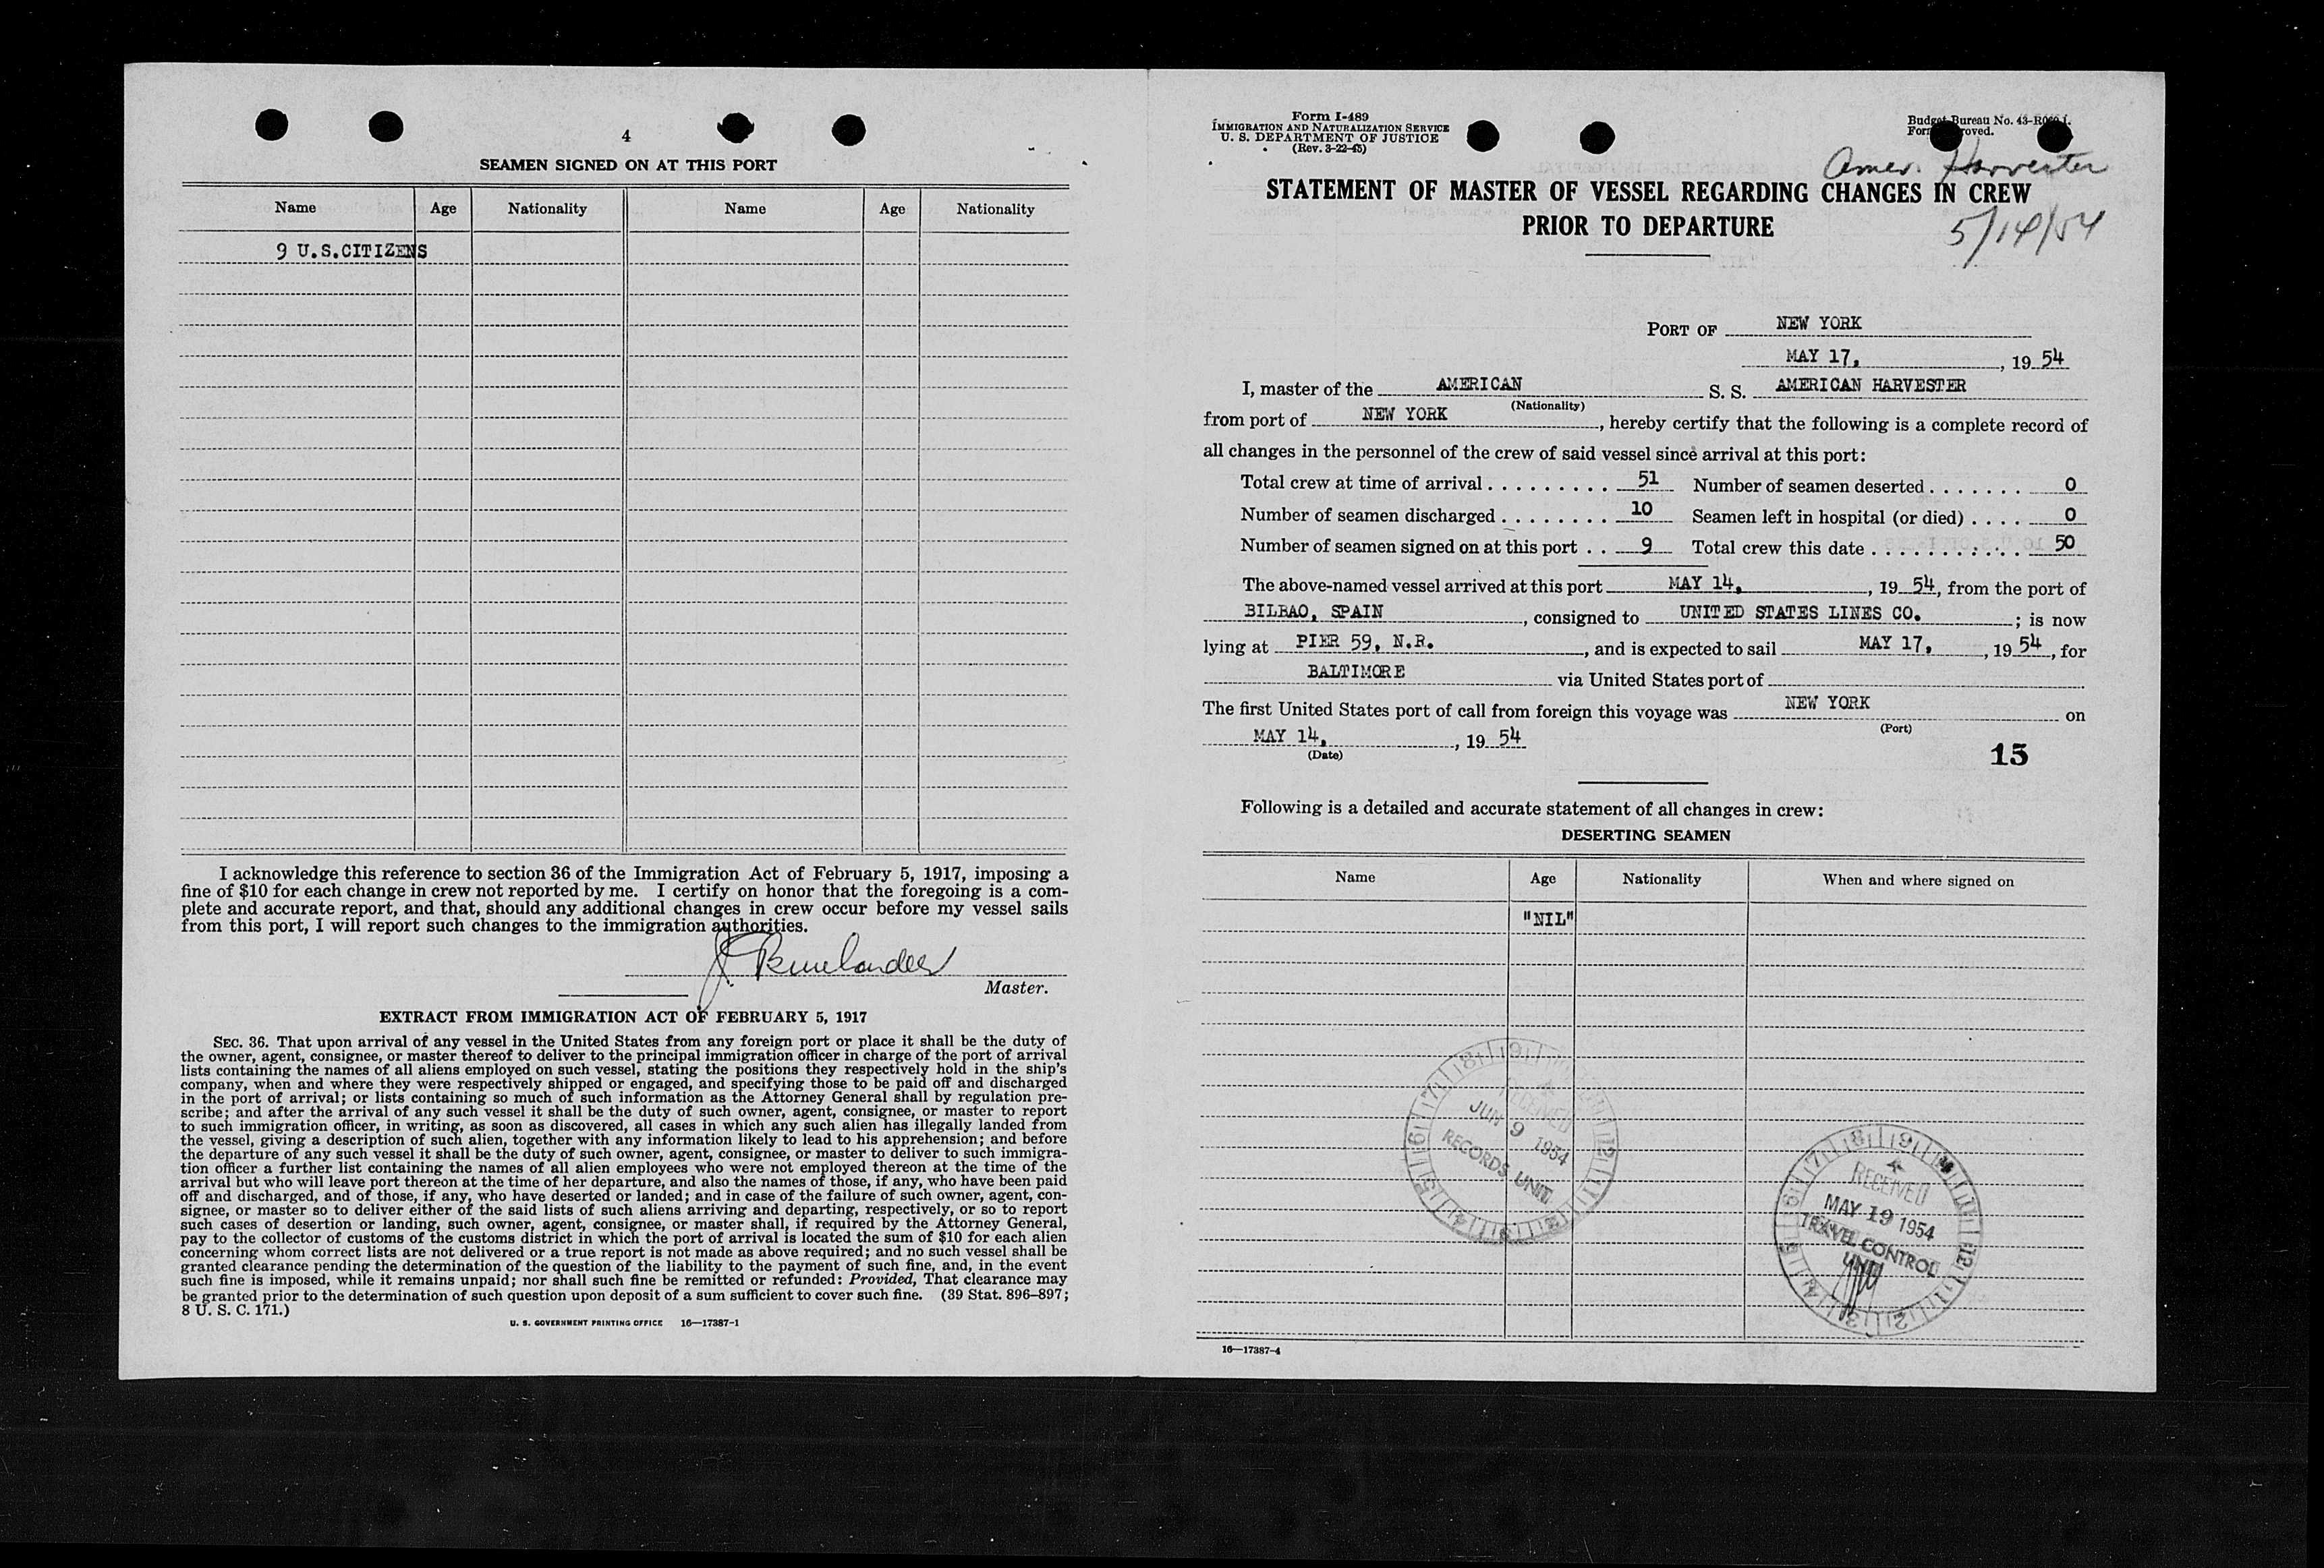 4
SEAMEN SIGNED ON AT THIS PORT
Name Age Nationality Name Age Nationality
9 U.S.CITIZENS
I acknowledge this reference to section 36 of the Immigration Act of February 5, 1917, imposing a
fine of $10 for each change in crew not reported by me. I certify on honor that the foregoing is a com-
plete and accurate report, and that, should any additional changes in crew occur before my vessel sails
from this port, I will report such changes to the immigration authorities.
J.
Master.
EXTRACT FROM IMMIGRATION ACT OF FEBRUARY 5, 1917
SEC. 36. That upon arrival of any vessel in the United States from any foreign port or place it shall be the duty of
the owner, agent, consignee, or master thereof to deliver to the principal immigration officer in charge of the port of arrival
lists containing the names of all aliens employed on such vessel, stating the positions they respectively hold in the ship's
company, when and where they were respectively shipped or engaged, and specifying those to be paid off and discharged
in the port of arrival; or lists containing so much of such information as the Attorney General shall by regulation pre-
scribe; and after the arrival of any such vessel it shall be the duty of such owner, agent, consignee, or master to report
to such immigration officer, in writing, as soon as discovered, all cases in which any such alien has illegally landed from
the vessel, giving a description of such alien, together with any information likely to lead to his apprehension; and before
the departure of any such vessel it shall be the duty of such owner, agent, consignee, or master to deliver to such immigra-
tion officer a further list containing the names of all alien employees who were not employed thereon at the time of the
arrival but who will leave port thereon at the time of her departure, and also the names of those, if any, who have been paid
off and discharged, and of those, if any, who have deserted or landed; and in case of the failure of such owner, agent, con-
signee, or master so to deliver either of the said lists of such aliens arriving and departing, respectively, or so to report
such cases of desertion or landing, such owner, agent, consignee, or master shall, if required by the Attorney General,
pay to the collector of customs of the customs district in which the port of arrival is located the sum of $10 for each alien
concerning whom correct lists are not delivered or a true report is not made as above required; and no such vessel shall be
granted clearance pending the determination of the question of the liability to the payment of such fine, and, in the event
such fine is imposed, while it remains unpaid; nor shall such fine be remitted or refunded: Provided, That clearance may
be granted prior to the determination of such question upon deposit of a sum sufficient to cover such fine. (39 Stat. 896–897;
8 U. S. C. 171.)
U. S. GOVERNMENT PRINTING OFFICE 16—17387-1
Form I-489
IMMIGRATION AND NATURALIZATION SERVICE
U. S. DEPARTMENT OF JUSTICE
(Rev. 3-22-45)
Budget Bureau No.
Amer. Harvester
STATEMENT OF MASTER OF VESSEL REGARDING CHANGES IN CREW
PRIOR TO DEPARTURE
5/14/54
PORT OF NEW YORK
MAY 17, , 19 54
I, master of the AMERICAN S. S. AMERICAN HARVESTER
(Nationality)
from port of NEW YORK , hereby certify that the following is a complete record of
all changes in the personnel of the crew of said vessel since arrival at this port:
Total crew at time of arrival . . . . . . . . . 51 Number of seamen deserted . . . . . . . 0
Number of seamen discharged . . . . . . . . 10 Seamen left in hospital (or died) . . . . 0
Number of seamen signed on at this port . . 9 Total crew this date . . . . . . . . . . . 50
The above-named vessel arrived at this port MAY 14, , 19 54, from the port of
BILBAO, SPAIN , consigned to UNITED STATES LINES CO. ; is now
lying at PIER 59, N.R. , and is expected to sail MAY 17, , 19 54, for
BALTIMORE via United States port of
The first United States port of call from foreign this voyage was NEW YORK on
(Port)
MAY 14, , 19 54
(Date)
15
Following is a detailed and accurate statement of all changes in crew:
DESERTING SEAMEN
Name Age Nationality When and where signed on
"NIL"
RECEIVED
JUN 9 1954
RECORDS UNIT
RECEIVED
MAY 19 1954
TRAVEL CONTROL
UNIT
16—17387-4